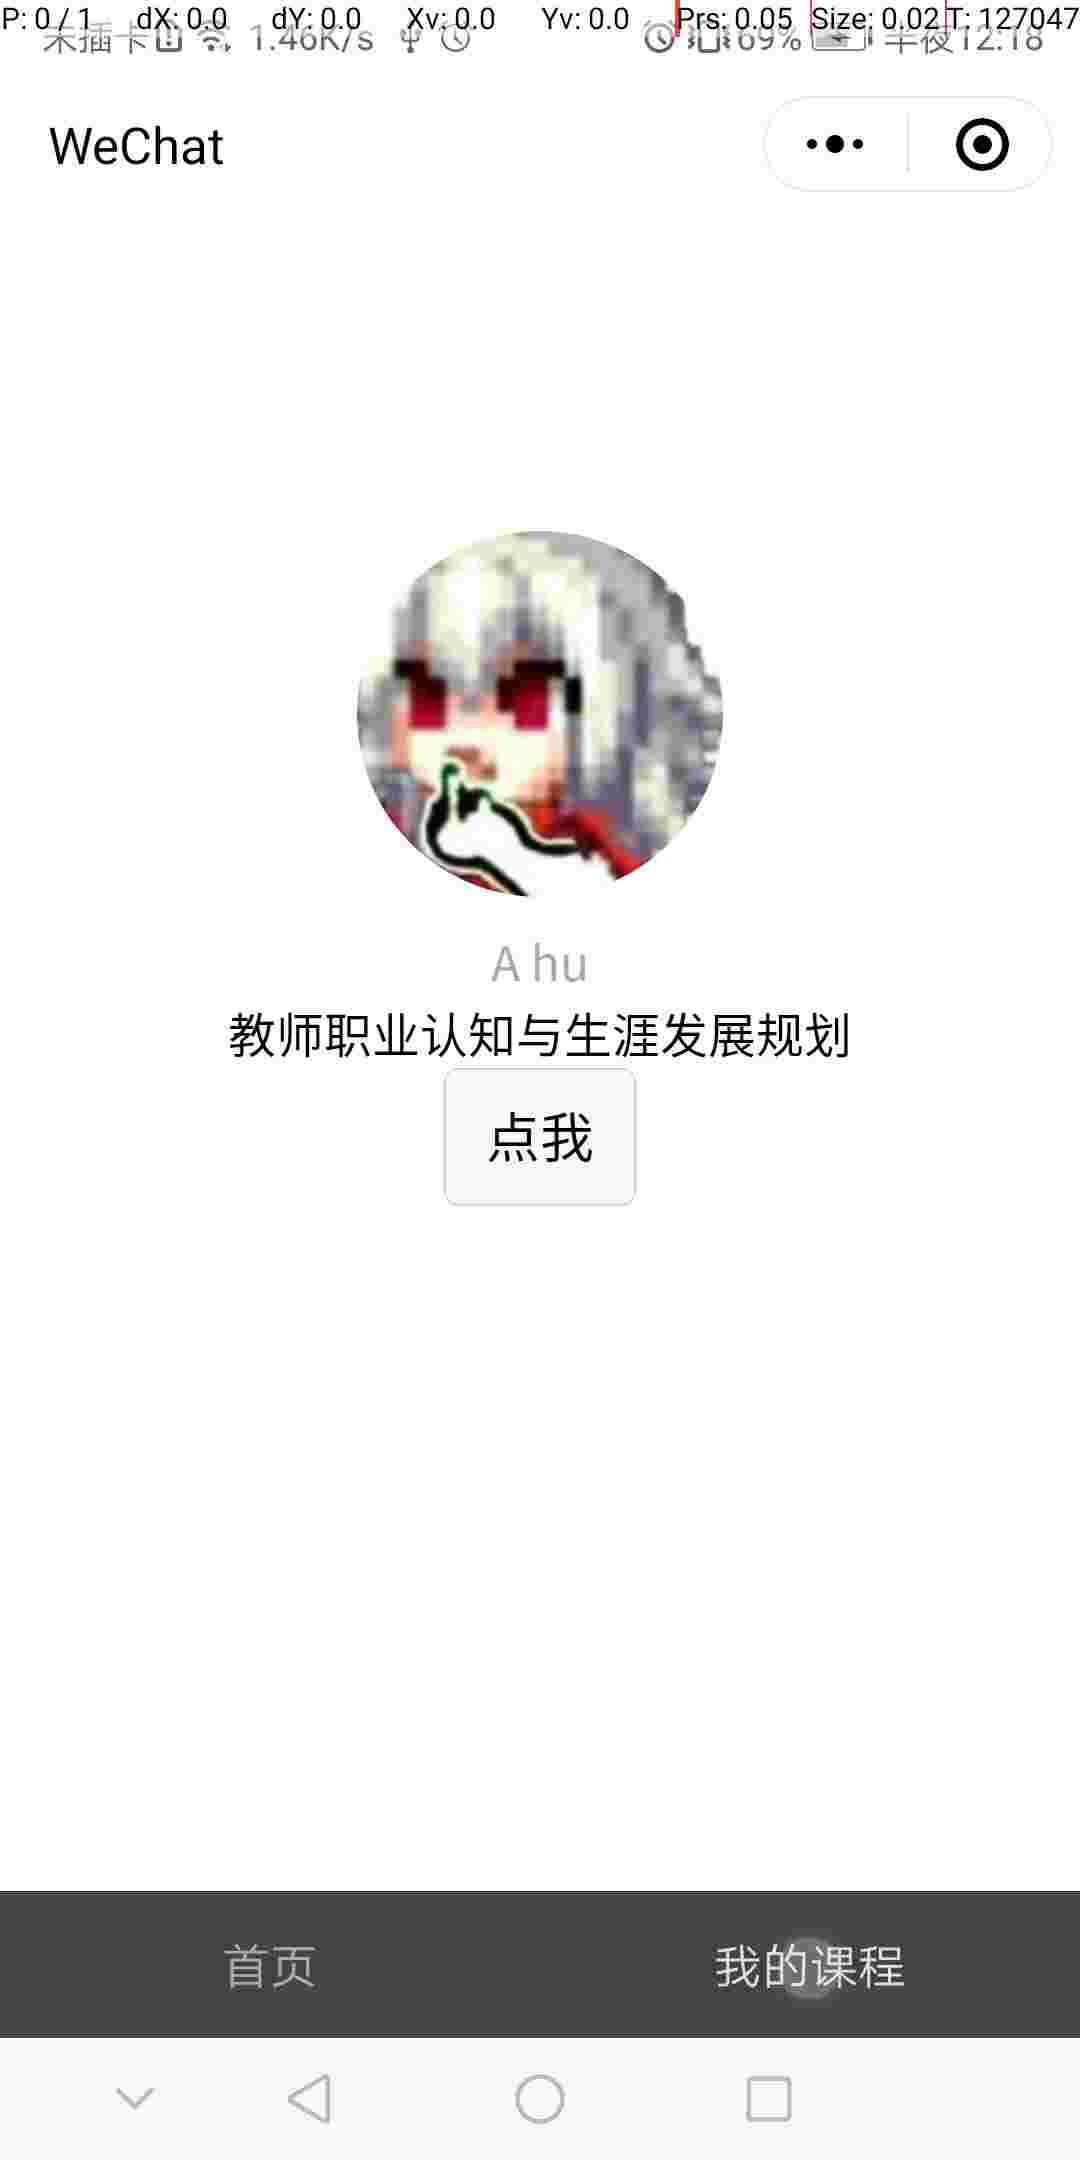 P: 0 / 1 dX: 0.0 dY: 0.0 Xv: 0.0 Yv: 0.0 Prs: 0.05 Size: 0.02 T: 127047
未插卡 1.46K/s 69% 半夜12:18
WeChat
A hu
教师职业认知与生涯发展规划
点我
首页 我的课程